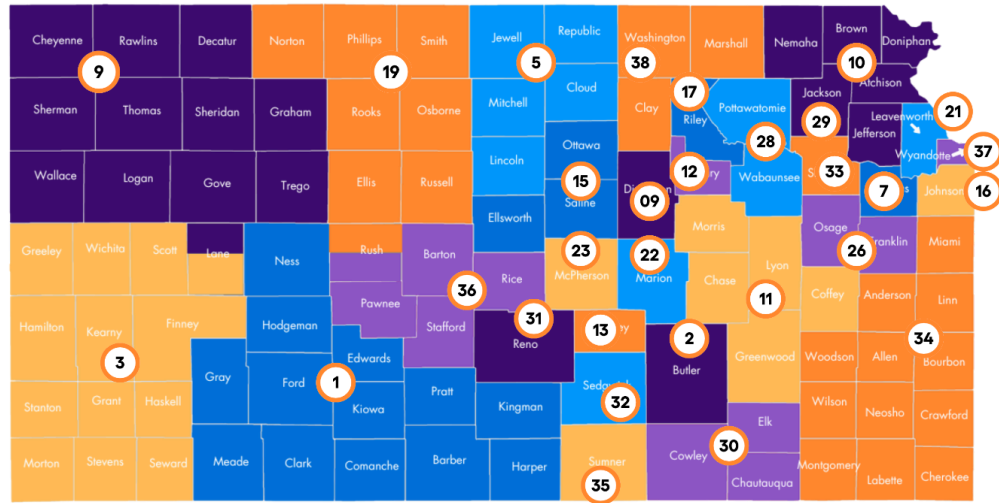 Cheyenne
Rawlins
Decatur
Norton
Phillips
Smith
Jewell
Republic
Washington
Marshall
Nemaha
Brown
Doniphan
9
19
5
38
10
Atchison
Sherman
Thomas
Sheridan
Graham
Rooks
Osborne
Mitchell
Cloud
Clay
17
Riley
Pottawatomie
Jackson
29
Jefferson
Leavenworth
21
Wyandotte
37
Wallace
Logan
Gove
Trego
Ellis
Russell
Lincoln
Ottawa
15
Saline
09
12
28
Wabaunsee
33
7
Johnson
16
Ellsworth
Greeley
Wichita
Scott
Lane
Ness
Rush
Barton
Rice
23
McPherson
22
Marion
Morris
Chase
Lyon
11
Osage
26
Franklin
Miami
Hamilton
Kearny
3
Finney
Hodgeman
Pawnee
36
Stafford
31
Reno
13
2
Butler
Coffey
Anderson
Linn
34
Gray
Ford
1
Edwards
Kiowa
Pratt
Kingman
32
Greenwood
Woodson
Allen
Bourbon
Stanton
Grant
Haskell
Wilson
Neosho
Crawford
Morton
Stevens
Seward
Meade
Clark
Comanche
Barber
Harper
Sumner
35
Cowley
30
Elk
Chautauqua
Montgomery
Labette
Cherokee